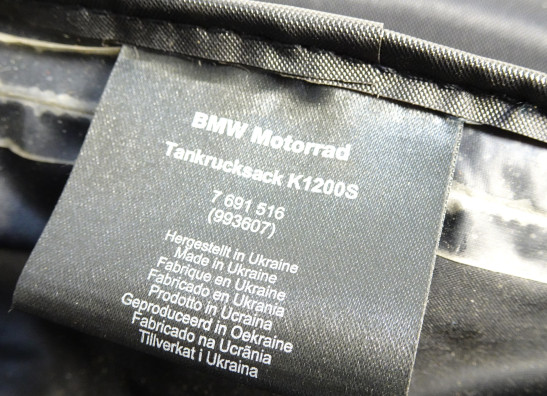 BMW Motorrad
Tankrucksack K1200S
7 691 516
(993607)
Hergestellt in Ukraine
Made in Ukraine
Fabrique en Ukraine
Fabricado en Ukrania
Prodotto in Ucraina
Geproduceerd in Oekraine
Fabricado na Ucrânia
Tillverkat i Ukraina